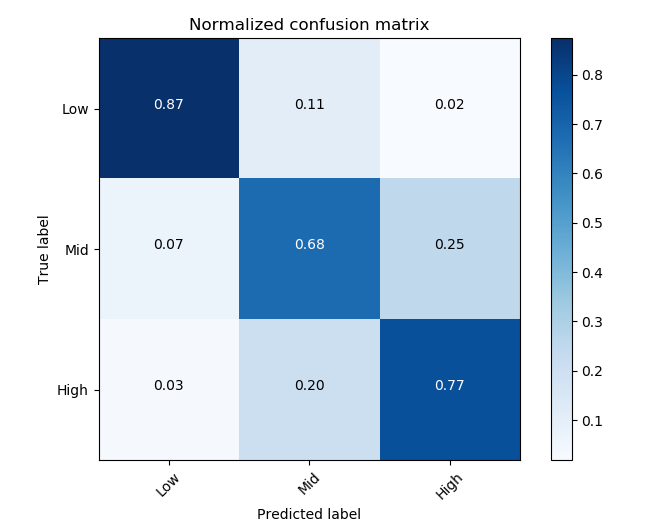 Normalized confusion matrix
Low 0.87 0.11 0.02
Mid 0.07 0.68 0.25
High 0.03 0.20 0.77
Low Mid High
True label
Predicted label
0.8
0.7
0.6
0.5
0.4
0.3
0.2
0.1